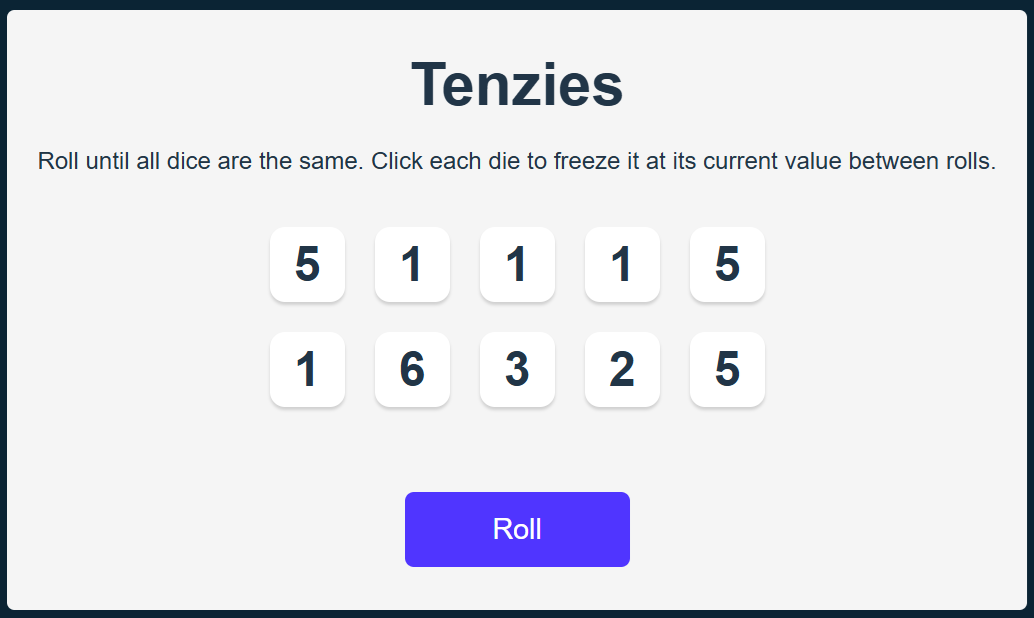 Tenzies
Roll until all dice are the same. Click each die to freeze it at its current value between rolls.
5 1 1 1 5
1 6 3 2 5
Roll